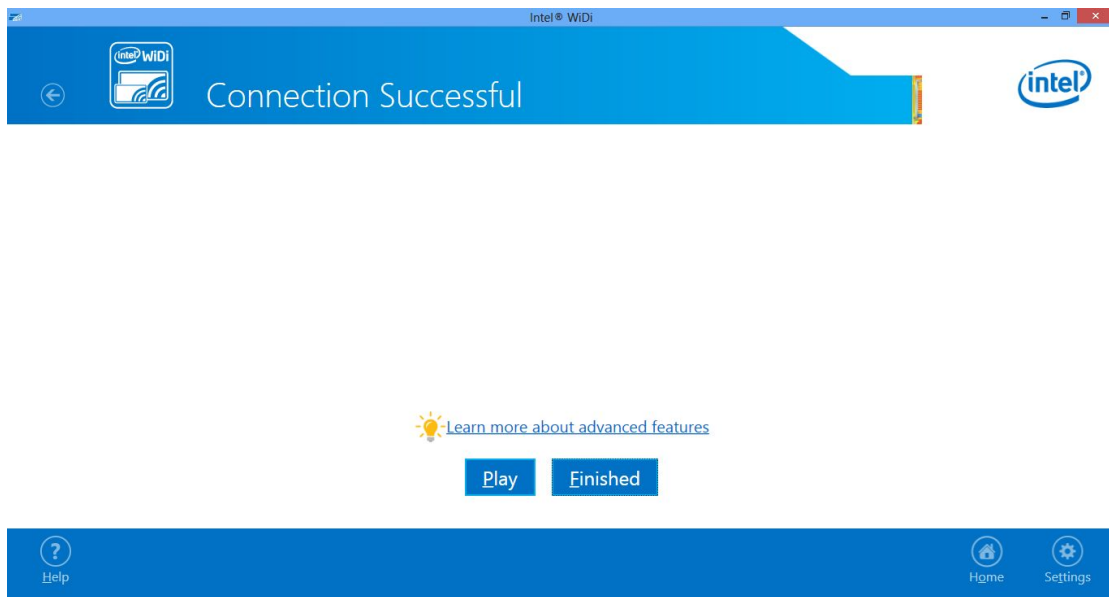 Intel® WiDi
intel WiDi
Connection Successful
intel
Learn more about advanced features
Play Finished
Help Home Settings